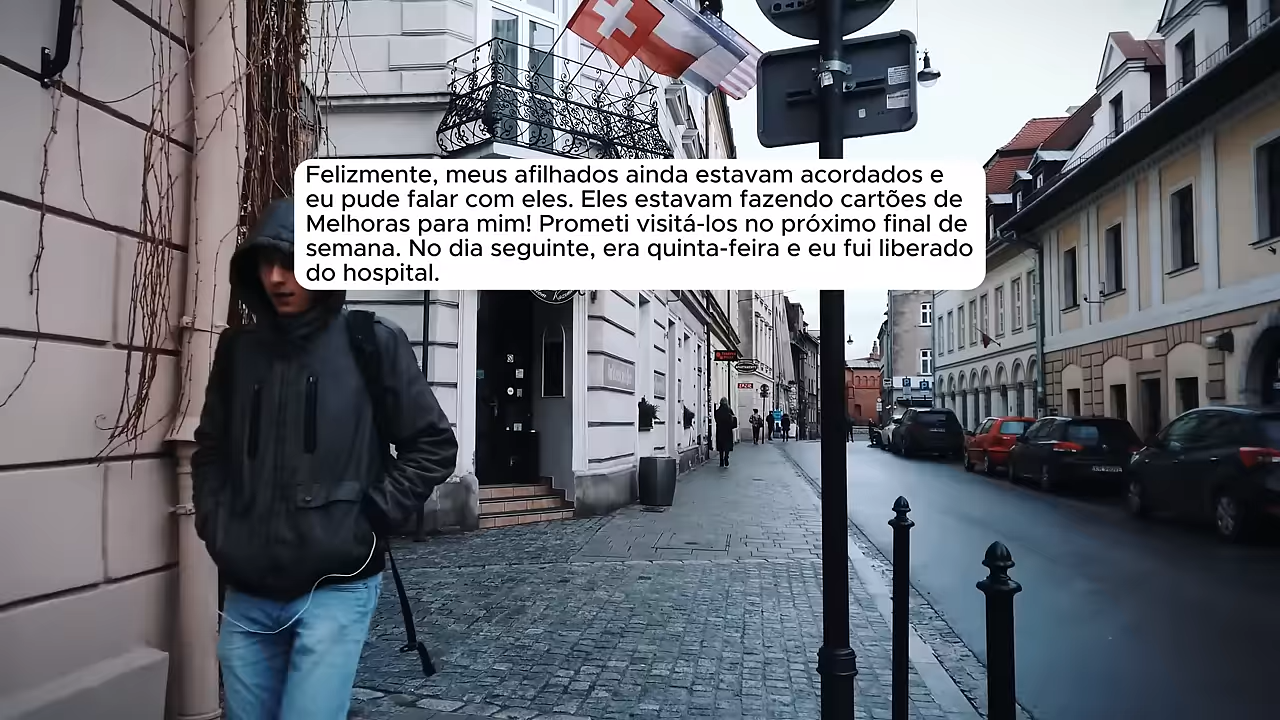 Felizmente, meus afilhados ainda estavam acordados e
eu pude falar com eles. Eles estavam fazendo cartões de
Melhoras para mim! Prometi visitá-los no próximo final de
semana. No dia seguinte, era quinta-feira e eu fui liberado
do hospital.